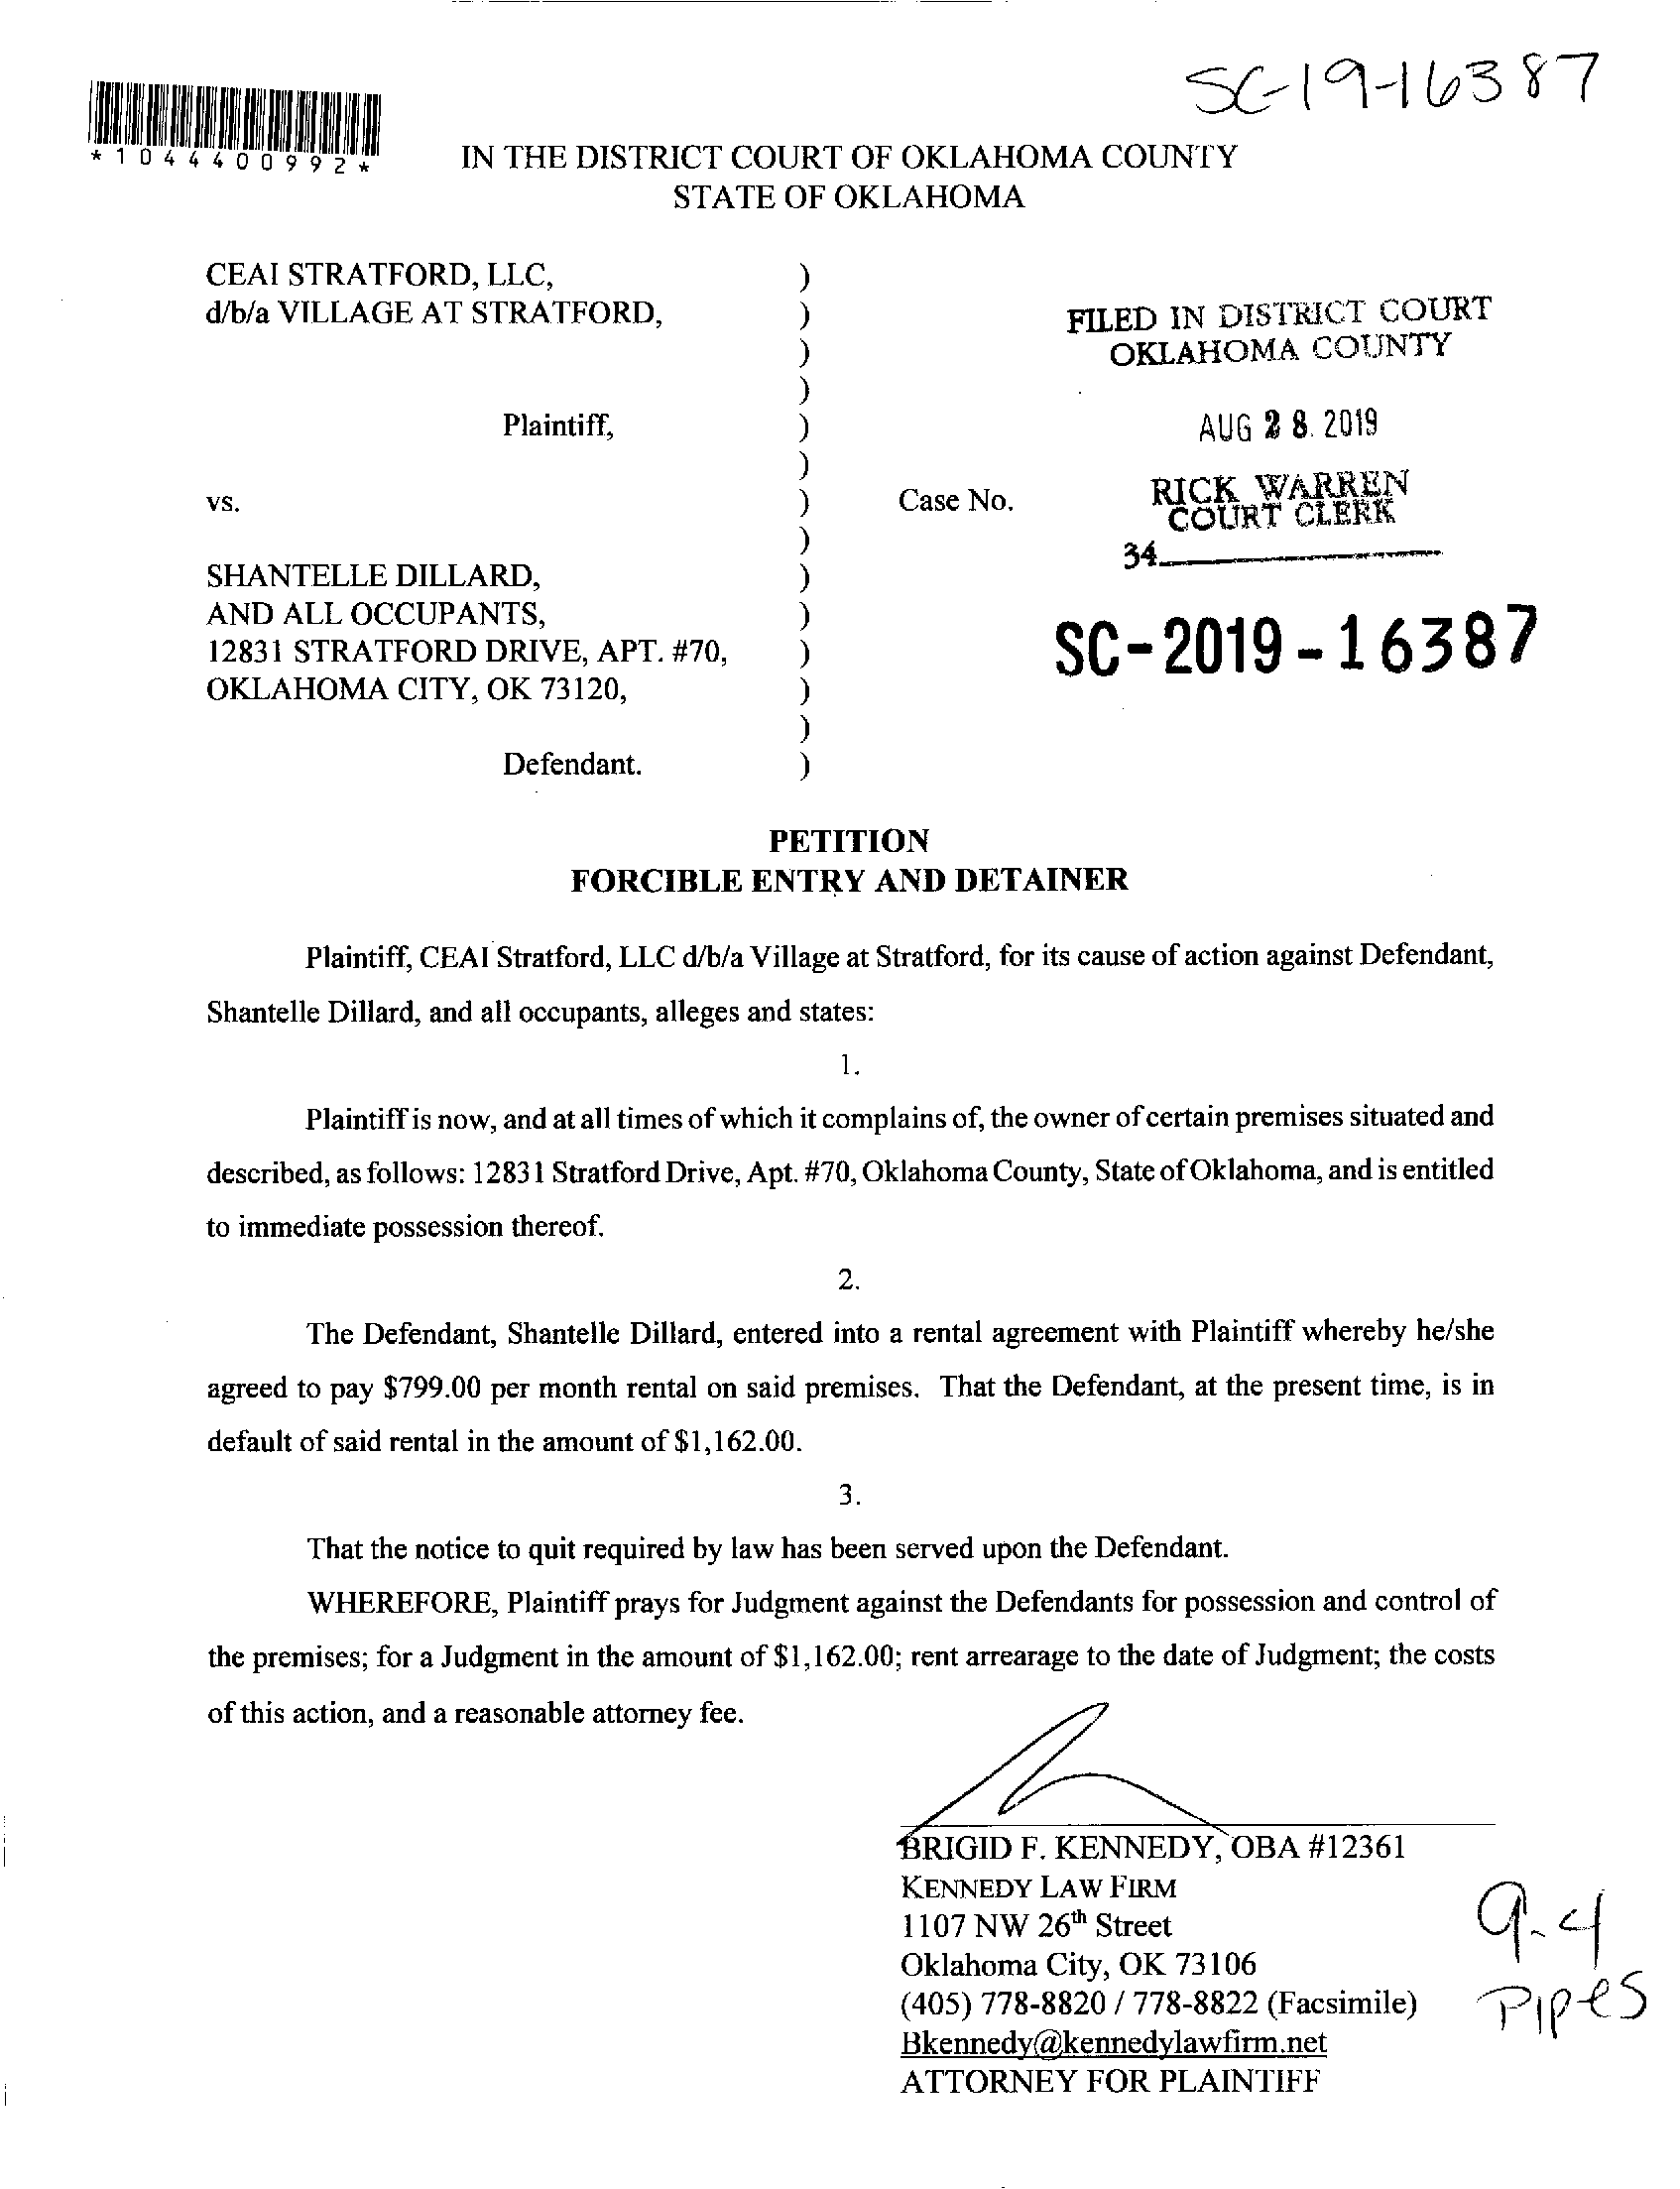 SC-19-16387
*1044400992*
IN THE DISTRICT COURT OF OKLAHOMA COUNTY
STATE OF OKLAHOMA
CEAI STRATFORD, LLC, )
d/b/a VILLAGE AT STRATFORD, )
)
)
Plaintiff, )
)
vs. )
)
SHANTELLE DILLARD, )
AND ALL OCCUPANTS, )
12831 STRATFORD DRIVE, APT. #70, )
OKLAHOMA CITY, OK 73120, )
)
Defendant. )
FILED IN DISTRICT COURT
OKLAHOMA COUNTY
AUG 28. 2019
Case No.
RICK WARREN
COURT CLERK
34
SC-2019-16387
PETITION
FORCIBLE ENTRY AND DETAINER
Plaintiff, CEAI Stratford, LLC d/b/a Village at Stratford, for its cause of action against Defendant,
Shantelle Dillard, and all occupants, alleges and states:
1.
Plaintiff is now, and at all times of which it complains of, the owner of certain premises situated and
described, as follows: 12831 Stratford Drive, Apt. #70, Oklahoma County, State of Oklahoma, and is entitled
to immediate possession thereof.
2.
The Defendant, Shantelle Dillard, entered into a rental agreement with Plaintiff whereby he/she
agreed to pay $799.00 per month rental on said premises. That the Defendant, at the present time, is in
default of said rental in the amount of $1,162.00.
3.
That the notice to quit required by law has been served upon the Defendant.
WHEREFORE, Plaintiff prays for Judgment against the Defendants for possession and control of
the premises; for a Judgment in the amount of $1,162.00; rent arrearage to the date of Judgment; the costs
of this action, and a reasonable attorney fee.
BRIGID F. KENNEDY, OBA #12361
KENNEDY LAW FIRM
1107 NW 26th Street
Oklahoma City, OK 73106
(405) 778-8820 / 778-8822 (Facsimile)
Bkennedy@kennedylawfirm.net
ATTORNEY FOR PLAINTIFF
9-4
Pipes